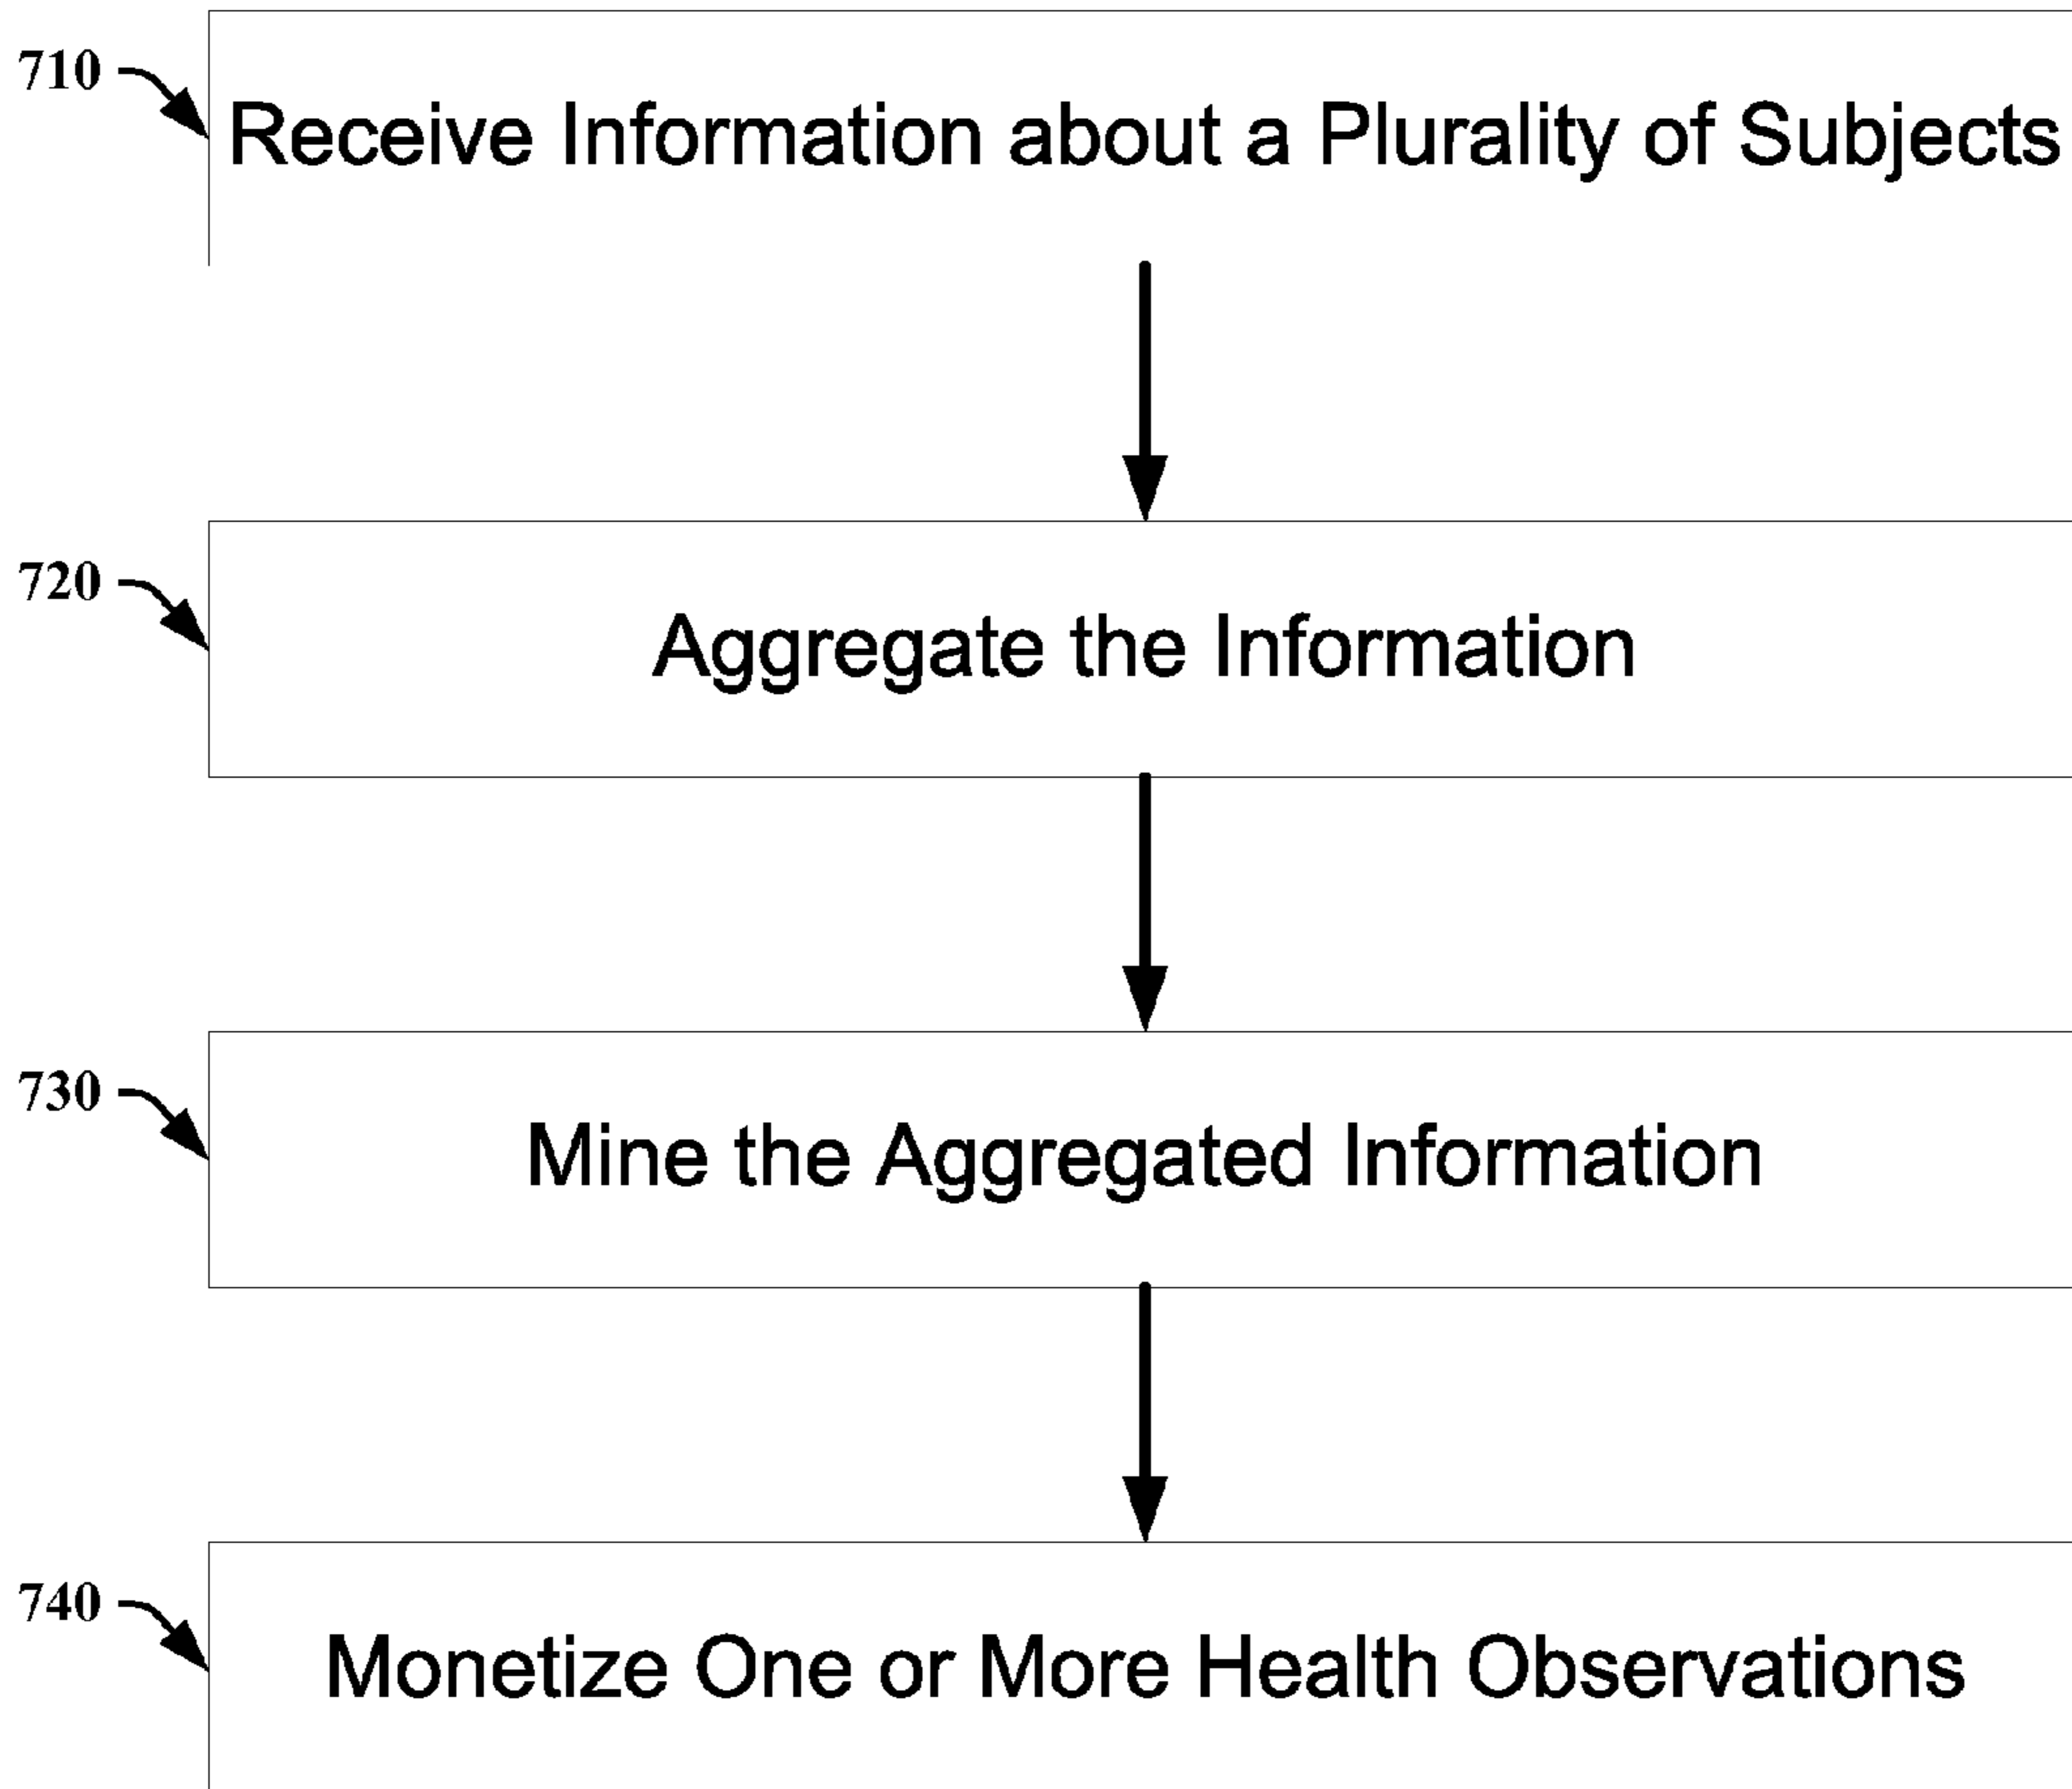 710
Receive Information about a Plurality of Subjects
720
Aggregate the Information
730
Mine the Aggregated Information
740
Monetize One or More Health Observations